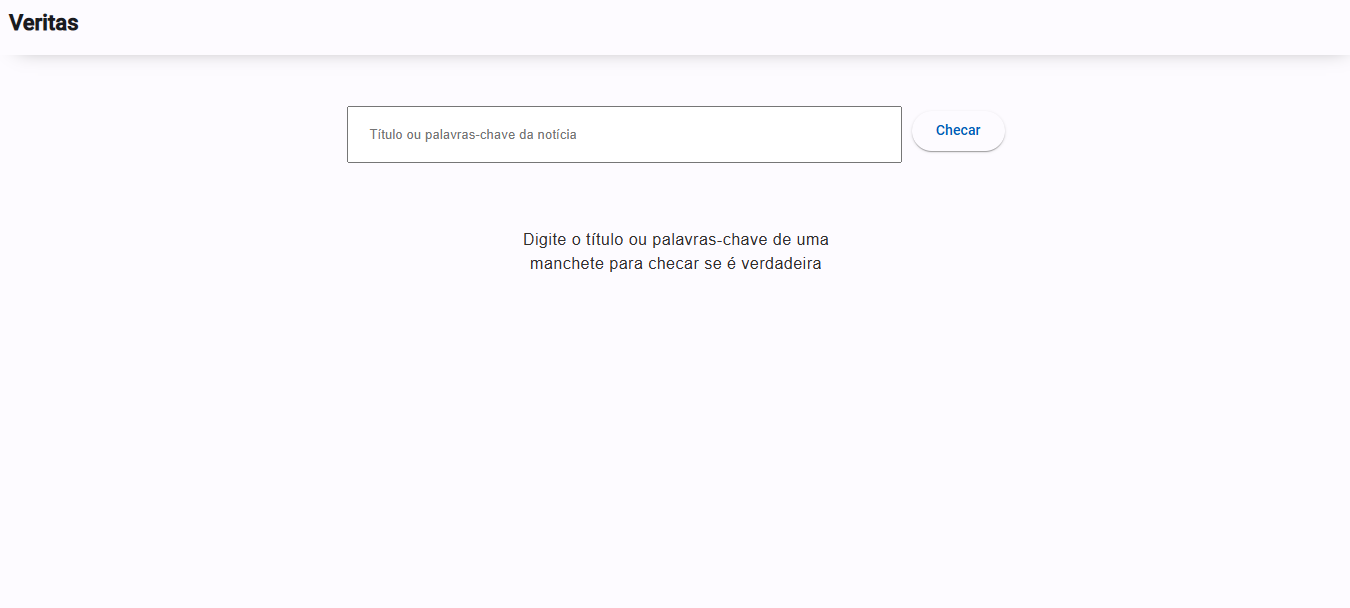 Veritas
Título ou palavras-chave da notícia
Checar
Digite o título ou palavras-chave de uma
manchete para checar se é verdadeira